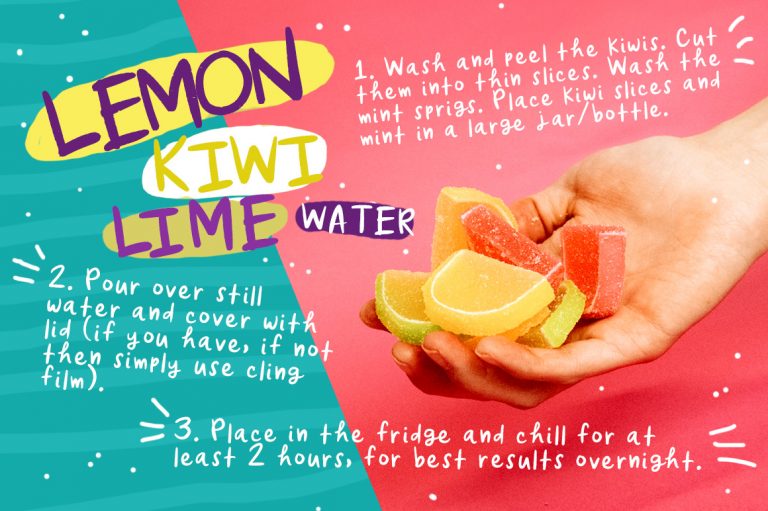 LEMON
KIWI
LIME WATER
1. Wash and peel the kiwis. Cut
them into thin slices. Wash the
mint sprigs. Place kiwi slices and
mint in a large jar/bottle.
2. Pour over still
water and cover with
lid (if you have, if not
then simply use cling
film).
3. Place in the fridge and chill for at
least 2 hours, for best results overnight.